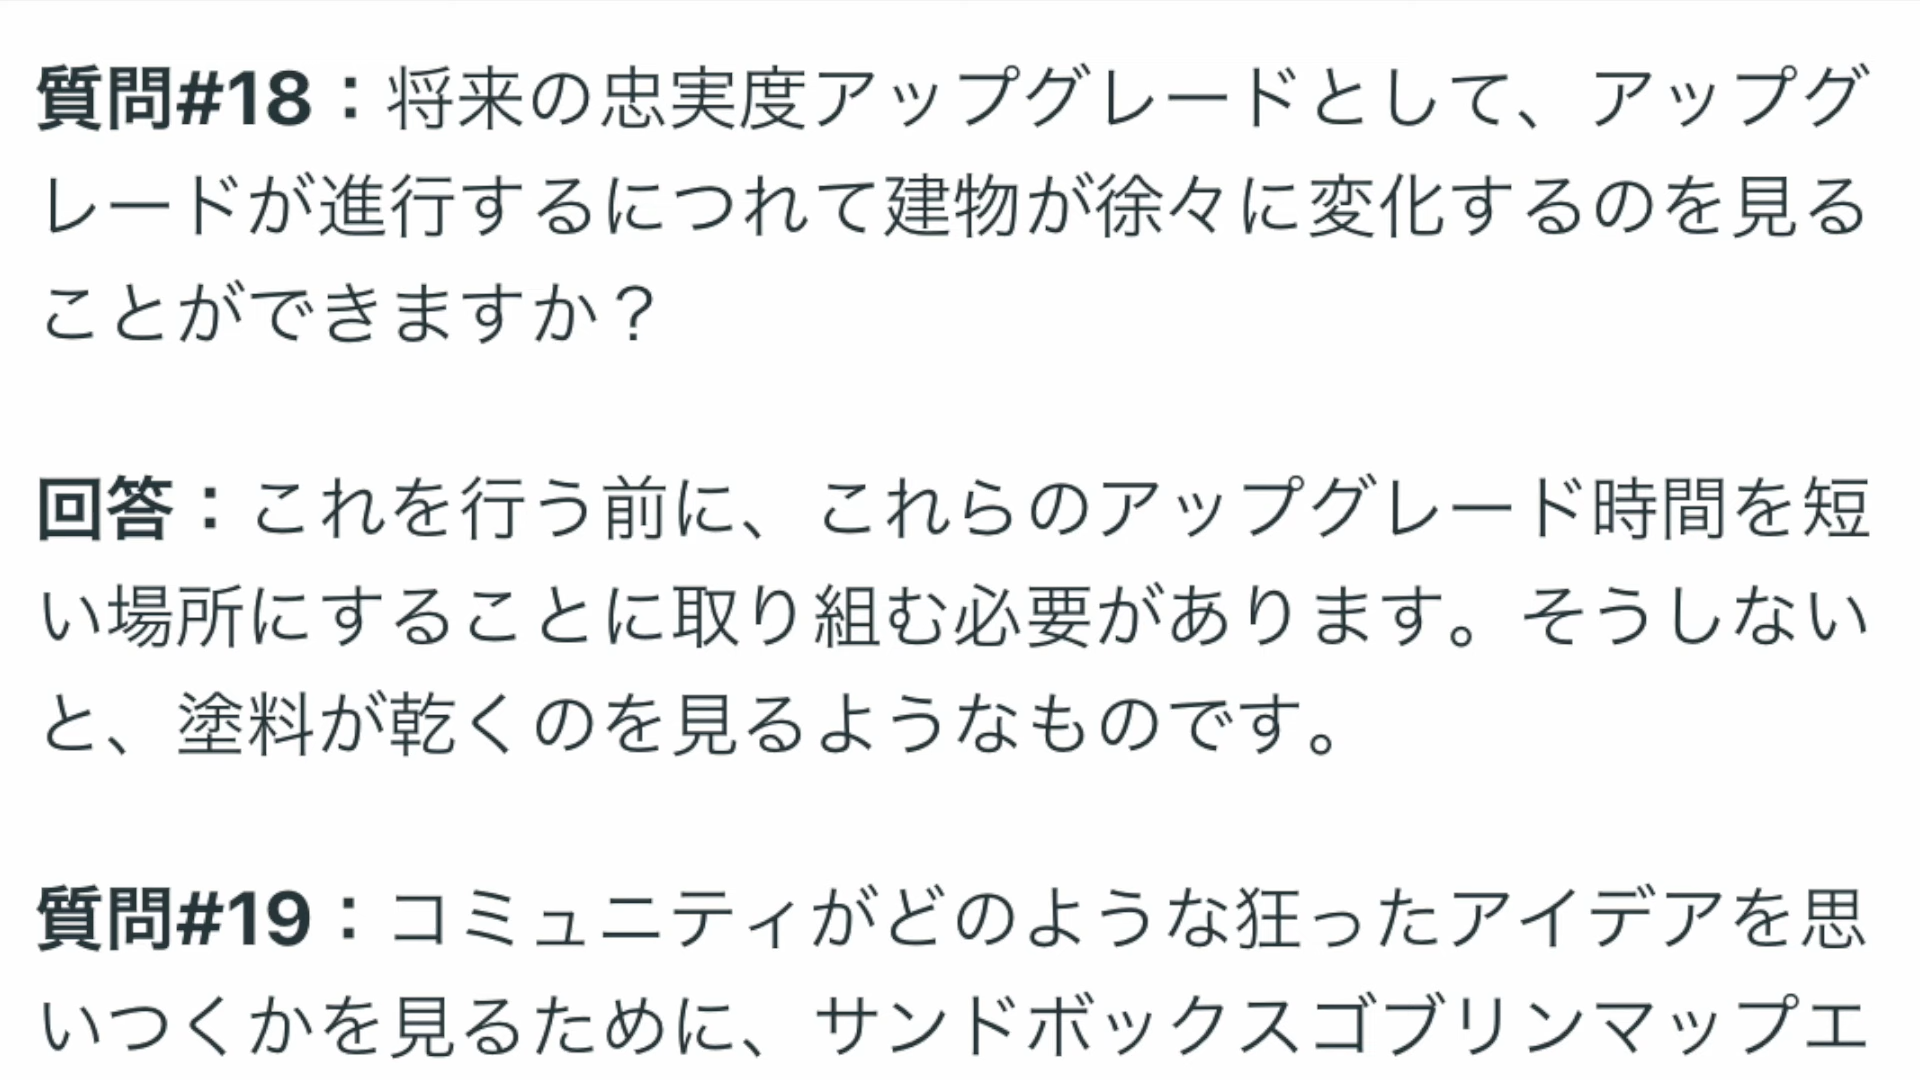 質問#18：将来の忠実度アップグレードとして、アップグ
レードが進行するにつれて建物が徐々に変化するのを見る
ことができますか？
回答：これを行う前に、これらのアップグレード時間を短
い場所にすることに取り組む必要があります。そうしない
と、塗料が乾くのを見るようなものです。
質問#19：コミュニティがどのような狂ったアイデアを思
いつくかを見るために、サンドボックスゴブリンマップエ